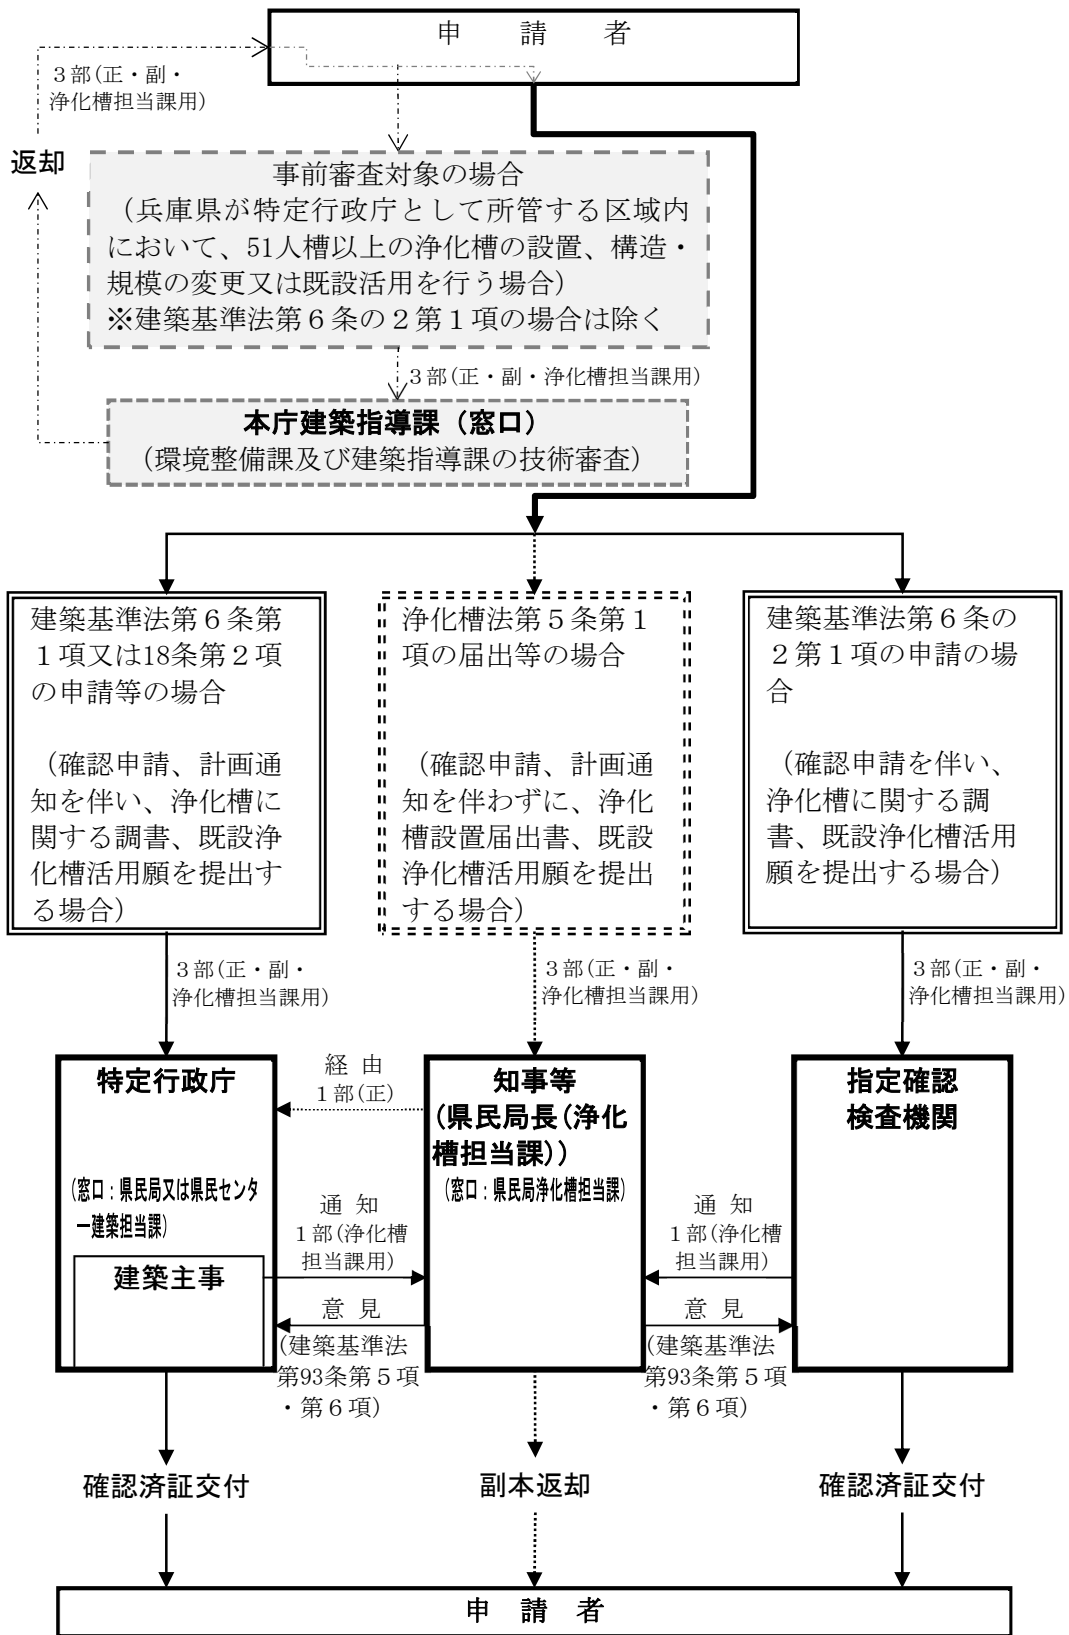 申　請　者
３部(正・副・
浄化槽担当課用)
返却
事前審査対象の場合
（兵庫県が特定行政庁として所管する区域内
において、51人槽以上の浄化槽の設置、構造・
規模の変更又は既設活用を行う場合）
※建築基準法第６条の２第１項の場合は除く
３部(正・副・浄化槽担当課用)
本庁建築指導課（窓口）
（環境整備課及び建築指導課の技術審査）
建築基準法第６条第
１項又は18条第２項
の申請等の場合
（確認申請、計画通
知を伴い、浄化槽に
関する調書、既設浄
化槽活用願を提出す
る場合）
浄化槽法第５条第１
項の届出等の場合
（確認申請、計画通
知を伴わずに、浄化
槽設置届出書、既設
浄化槽活用願を提出
する場合）
建築基準法第６条の
２第１項の申請の場
合
（確認申請を伴い、
浄化槽に関する調
書、既設浄化槽活用
願を提出する場合）
３部(正・副・
浄化槽担当課用)
３部(正・副・
浄化槽担当課用)
３部(正・副・
浄化槽担当課用)
特定行政庁
（窓口：県民局又は県民センタ
ー建築担当課）
建築主事
経 由
１部(正)
知事等
(県民局長(浄化
槽担当課))
（窓口：県民局浄化槽担当課）
指定確認
検査機関
通 知
１部(浄化槽
担当課用)
意 見
(建築基準法
第93条第５項
・第６項)
通 知
１部(浄化槽
担当課用)
意 見
(建築基準法
第93条第５項
・第６項)
確認済証交付
副本返却
確認済証交付
申 請 者